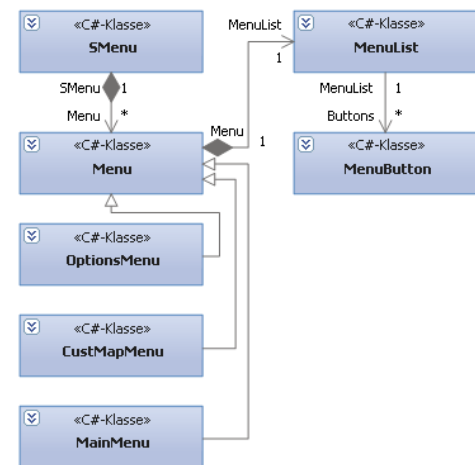 «C#-Klasse»
SMenu
MenuList
1
«C#-Klasse»
MenuList
SMenu 1
Menu *
MenuList 1
Buttons *
«C#-Klasse»
Menu
Menu
1
«C#-Klasse»
MenuButton
«C#-Klasse»
OptionsMenu
«C#-Klasse»
CustMapMenu
«C#-Klasse»
MainMenu